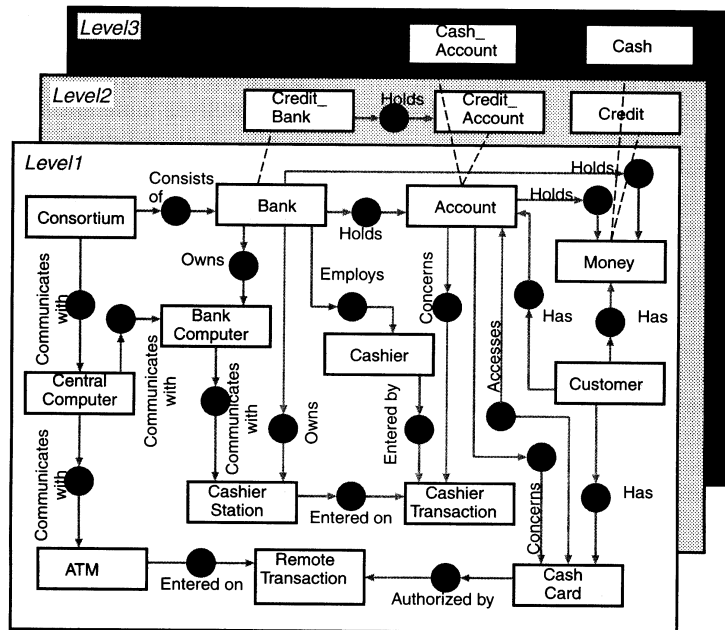 Level3
Cash_
Account
Cash
Level2
Credit_
Bank
Holds
Credit_
Account
Credit
Level1
Consists
of
Holds
Consortium
Bank
Account
Holds
Holds
Money
Owns
Communicates
with
Employs
Concerns
Has
Has
Bank
Computer
Communicates
with
Cashier
Accesses
Central
Computer
Communicates
with
Customer
Owns
Entered by
Communicates
with
Cashier
Station
Entered on
Cashier
Transaction
Concerns
Has
ATM
Entered on
Remote
Transaction
Authorized by
Cash
Card